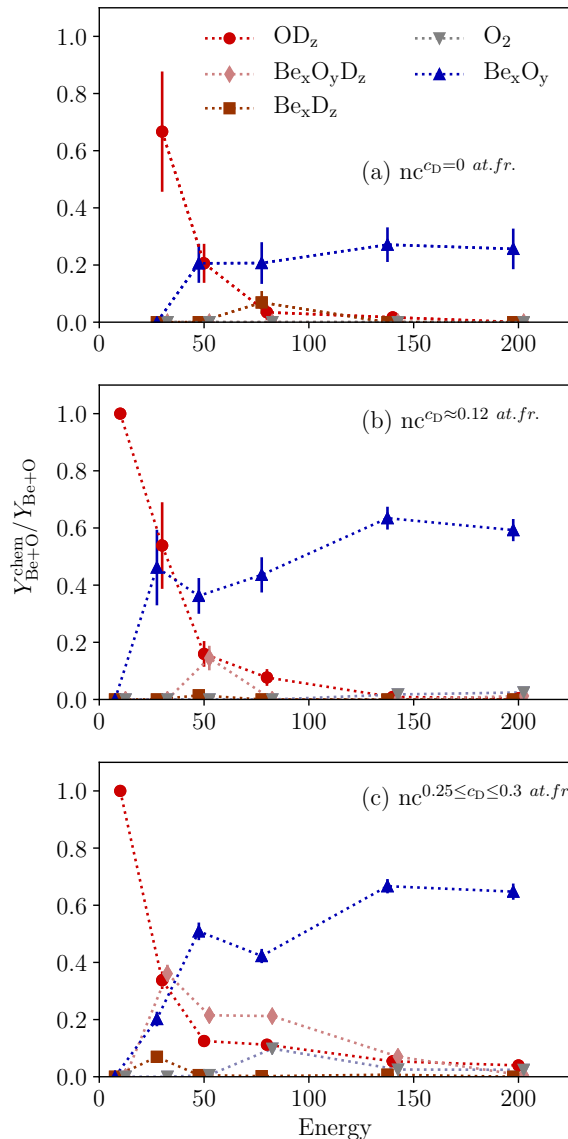 1.0
0.8
0.6
0.4
0.2
0.0
OD_z
Be_xO_yD_z
Be_xD_z
O_2
Be_xO_y
(a) nc^{c_D=0 at.fr.}
0 50 100 150 200
1.0
0.8
0.6
0.4
0.2
0.0
(b) nc^{c_D≈0.12 at.fr.}
Y^{chem}_{Be+O}/Y_{Be+O}
0 50 100 150 200
1.0
0.8
0.6
0.4
0.2
0.0
(c) nc^{0.25≤c_D≤0.3 at.fr}
0 50 100 150 200
Energy